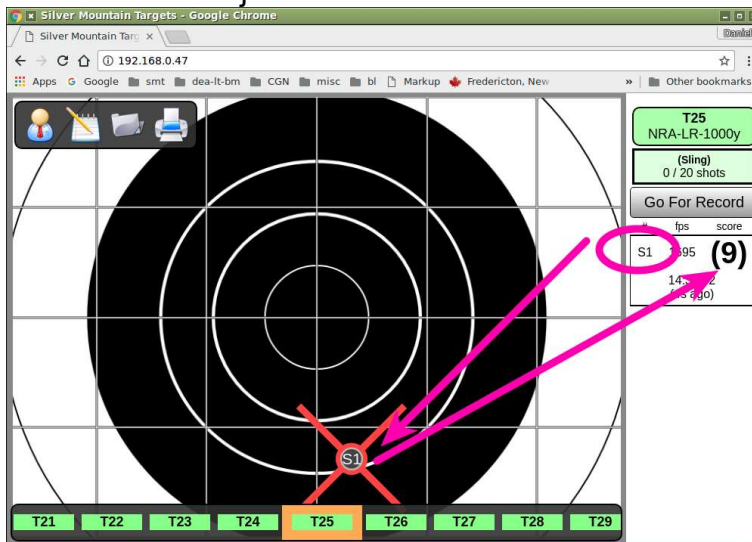 Silver Mountain Targets - Google Chrome
Silver Mountain Targ
192.168.0.47
Apps Google smt dea-lt-bm CGN misc bl Markup Fredericton, New » Other bookmarks
T25
NRA-LR-1000y
(Sling)
0 / 20 shots
Go For Record
fps score
S1 (9)
S1
T21 T22 T23 T24 T25 T26 T27 T28 T29